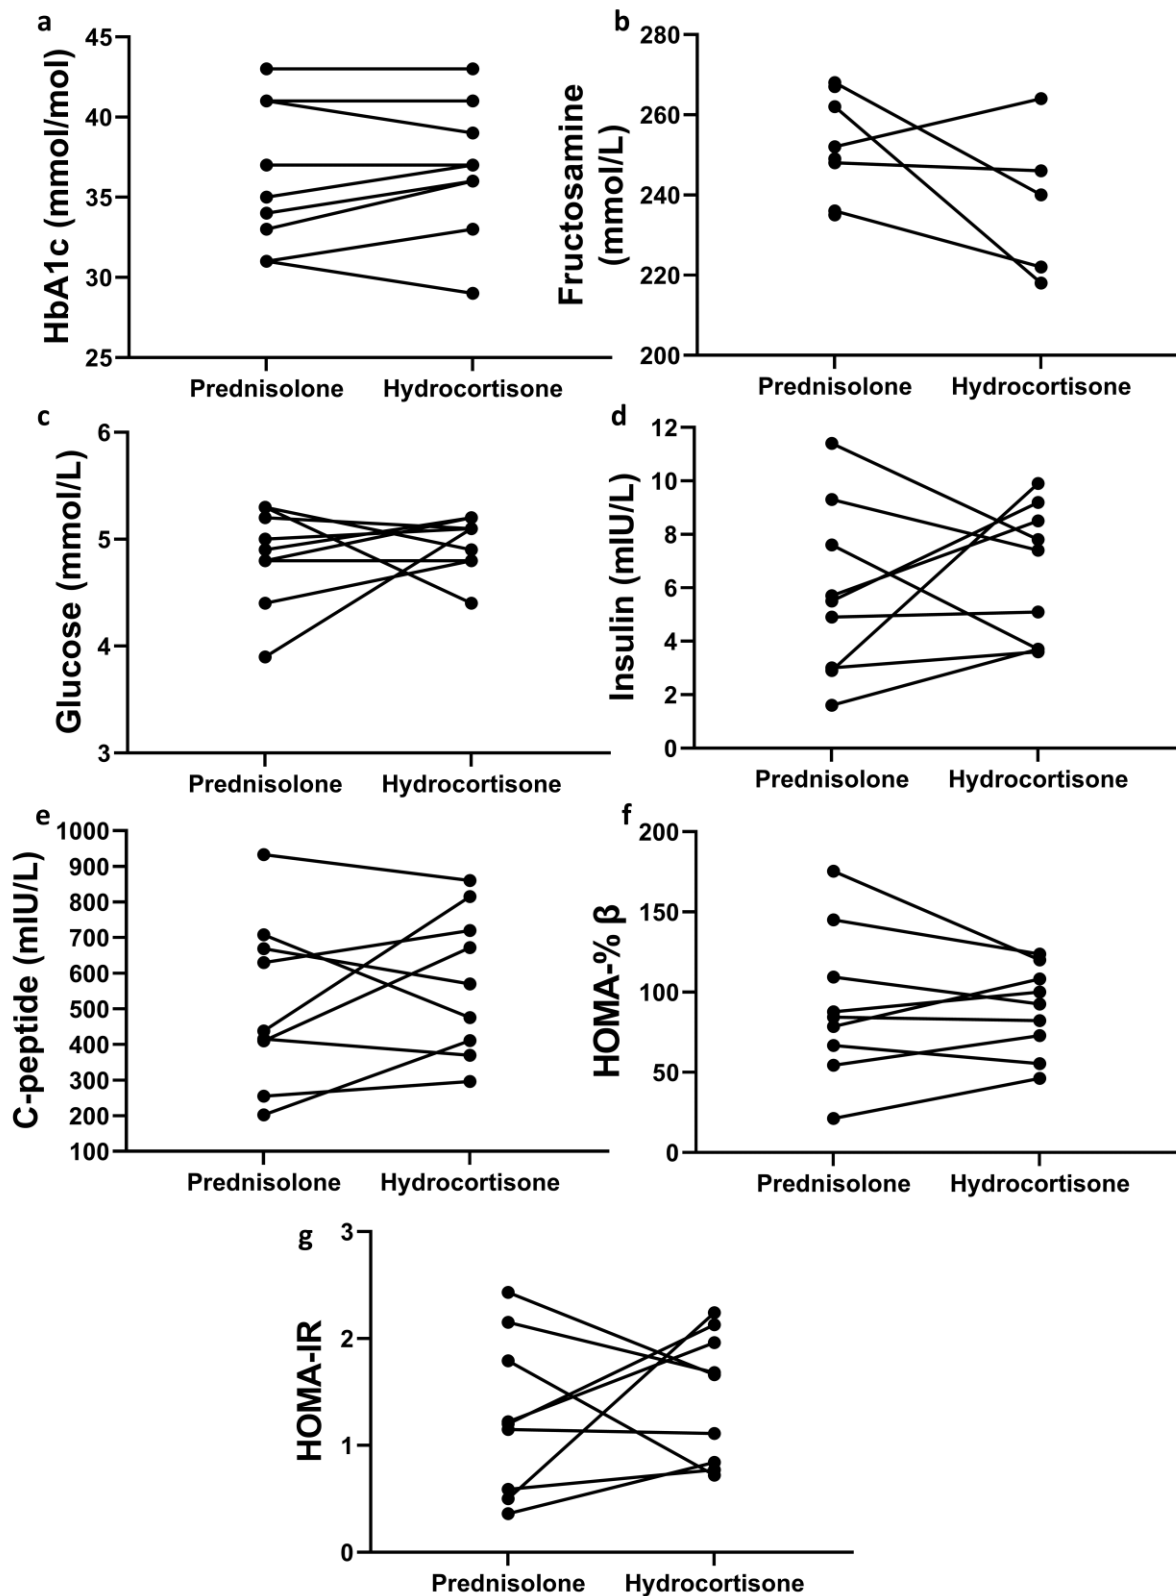 a
45
40
35
30
25
HbA1c (mmol/mol)
Prednisolone
Hydrocortisone
b
280
260
240
220
200
Fructosamine
(mmol/L)
Prednisolone
Hydrocortisone
c
6
5
4
3
Glucose (mmol/L)
Prednisolone
Hydrocortisone
d
12
10
8
6
4
2
0
Insulin (mIU/L)
Prednisolone
Hydrocortisone
e
1000
900
800
700
600
500
400
300
200
100
C-peptide (mIU/L)
Prednisolone
Hydrocortisone
f
200
150
100
50
0
HOMA-% β
Prednisolone
Hydrocortisone
g
3
2
1
0
HOMA-IR
Prednisolone
Hydrocortisone